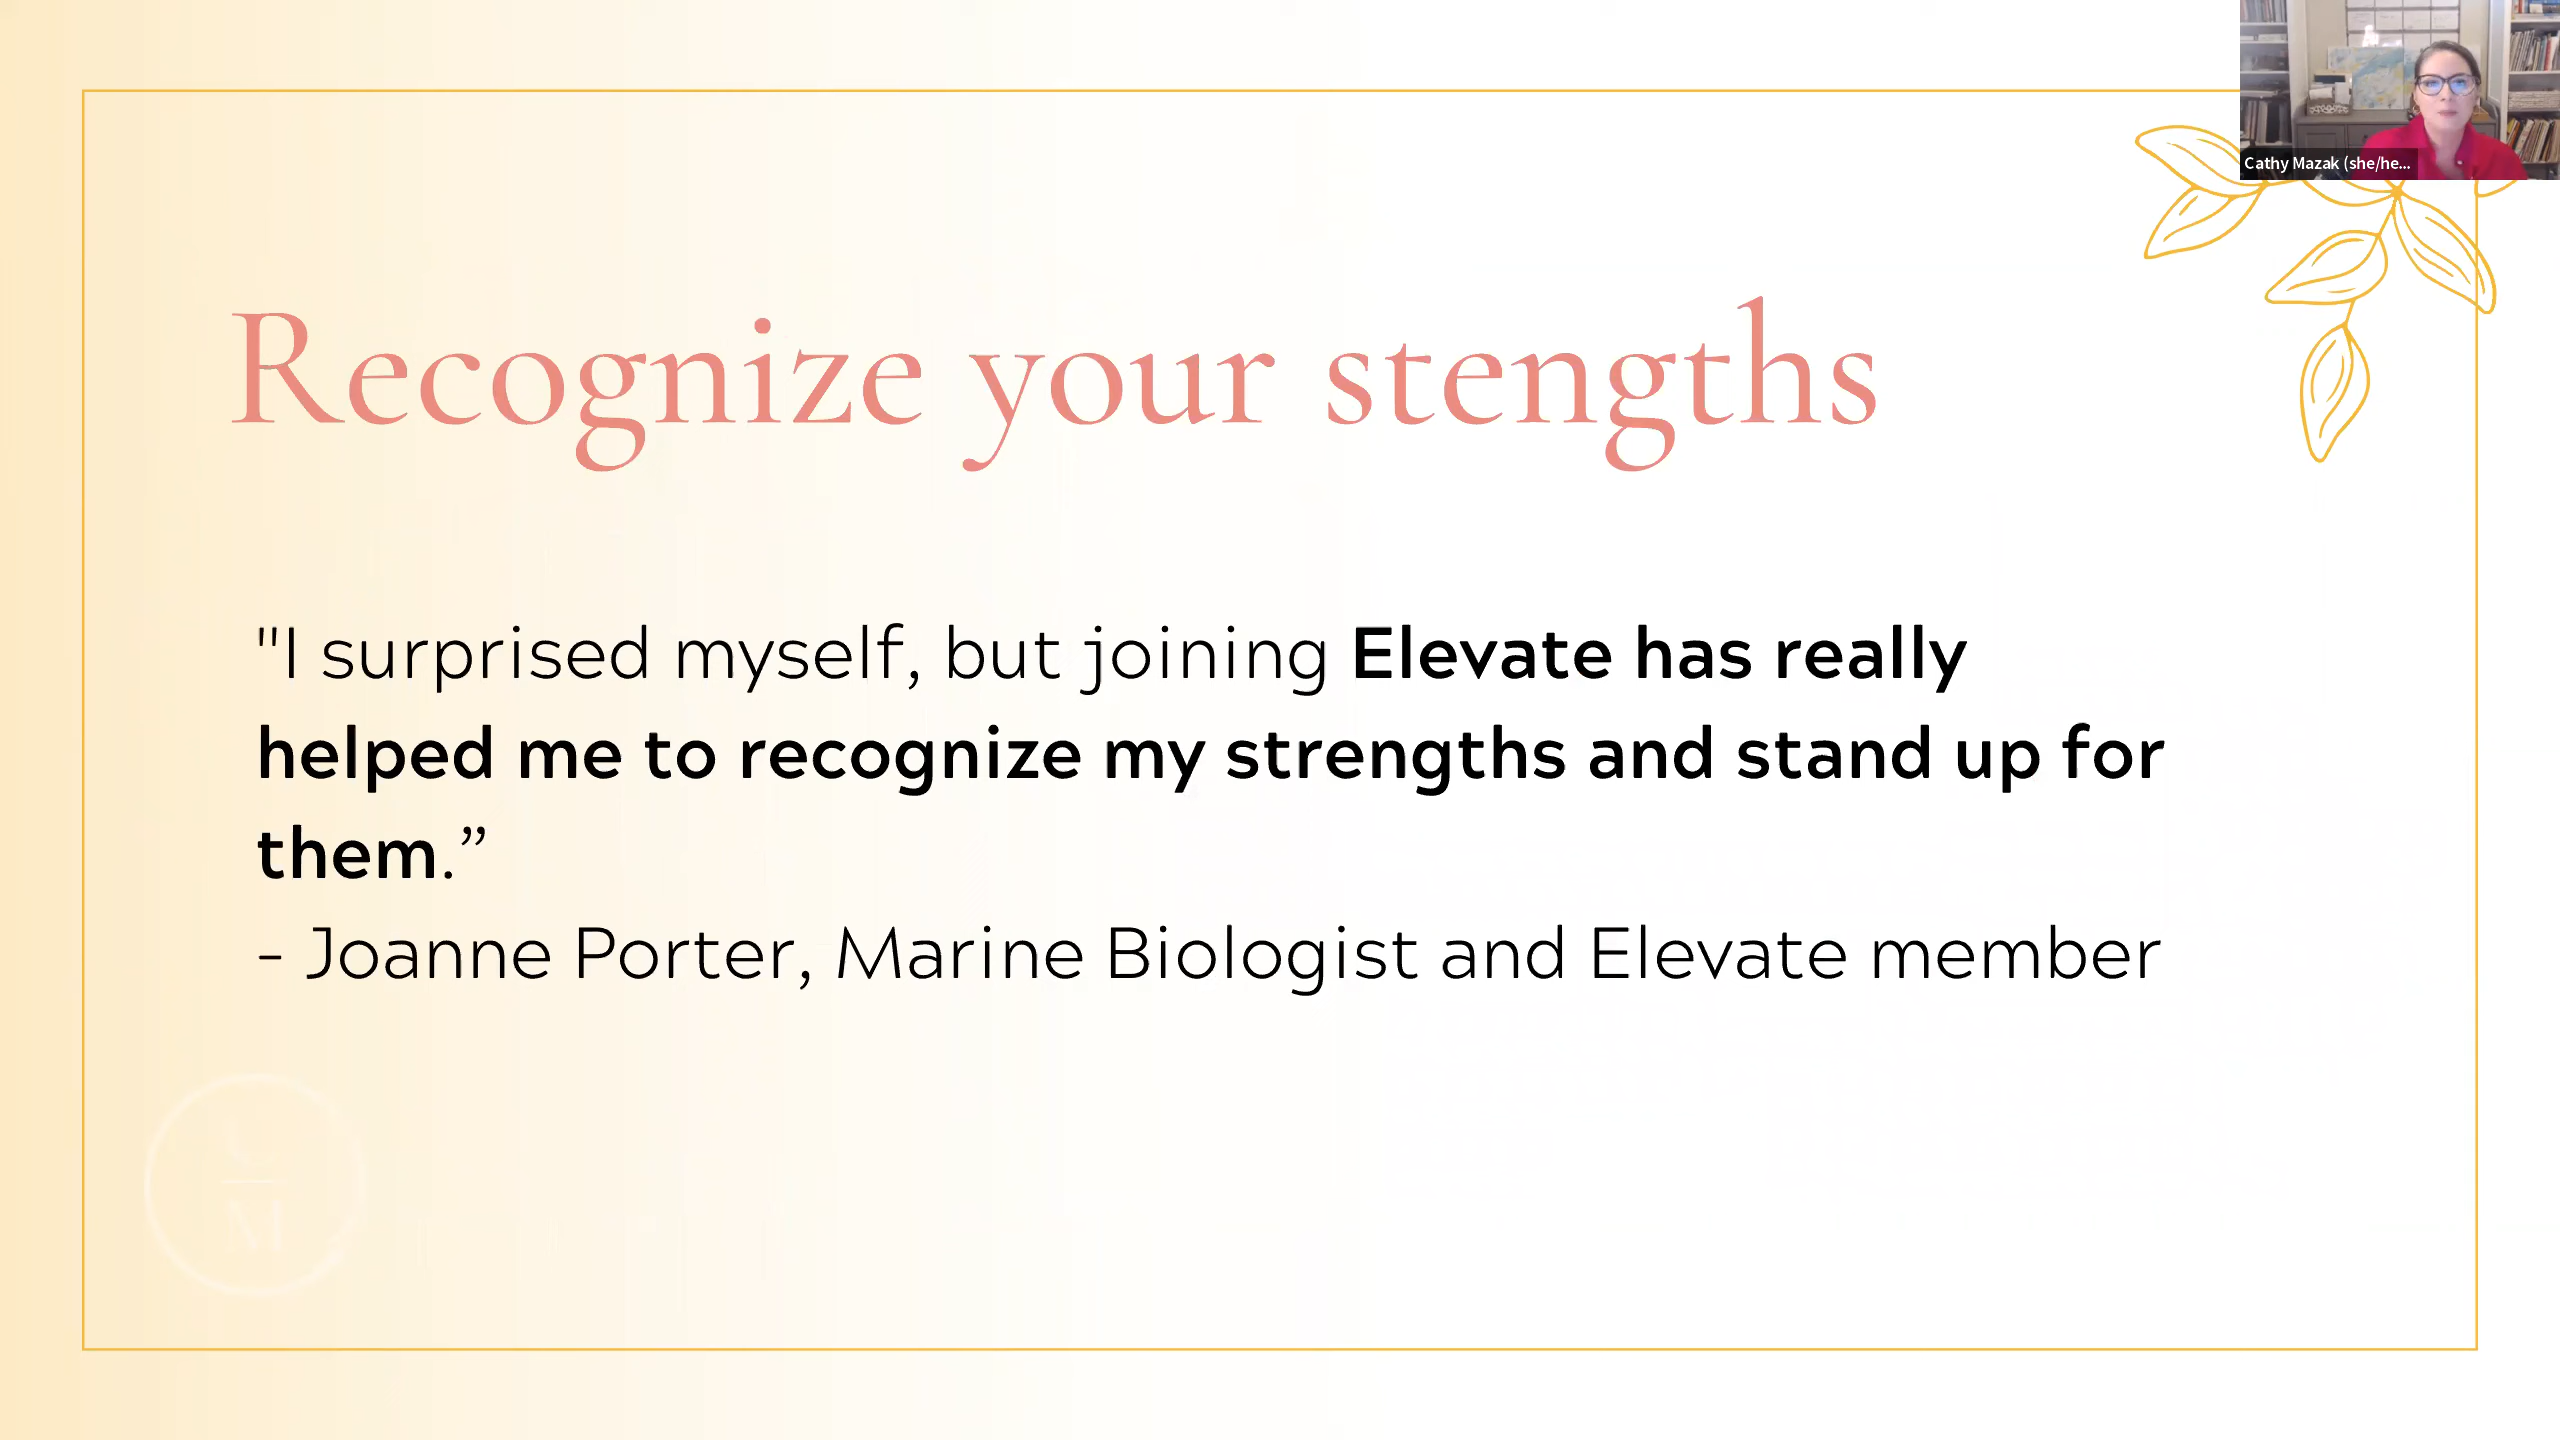 Cathy Mazak (she/he...
Recognize your stengths
"I surprised myself, but joining Elevate has really
helped me to recognize my strengths and stand up for
them.”
- Joanne Porter, Marine Biologist and Elevate member
M